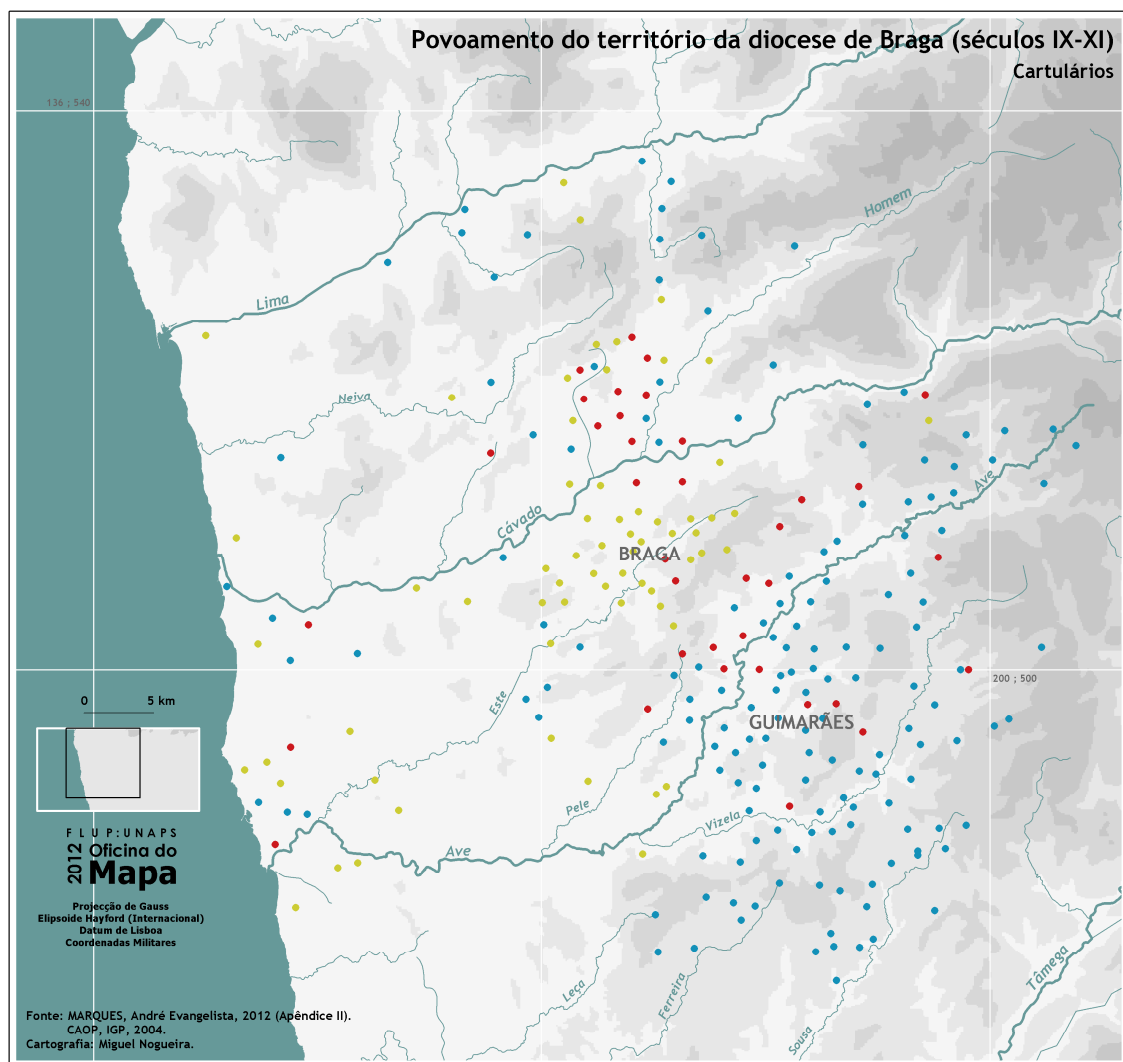 Povoamento do território da diocese de Braga (séculos IX-XI)
Cartulários
136 ; 540
Homem
Lima
Neiva
Ave
Cávado
BRAGA
200 ; 500
Este
GUIMARÃES
0 5 km
Pele
Vizela
Ave
FLUP:UNAPS
2012 Oficina do
Mapa
Projecção de Gauss
Elipsoide Hayford (Internacional)
Datum de Lisboa
Coordenadas Militares
Tâmega
Leça
Ferreira
Sousa
Fonte: MARQUES, André Evangelista, 2012 (Apêndice II).
CAOP, IGP, 2004.
Cartografia: Miguel Nogueira.